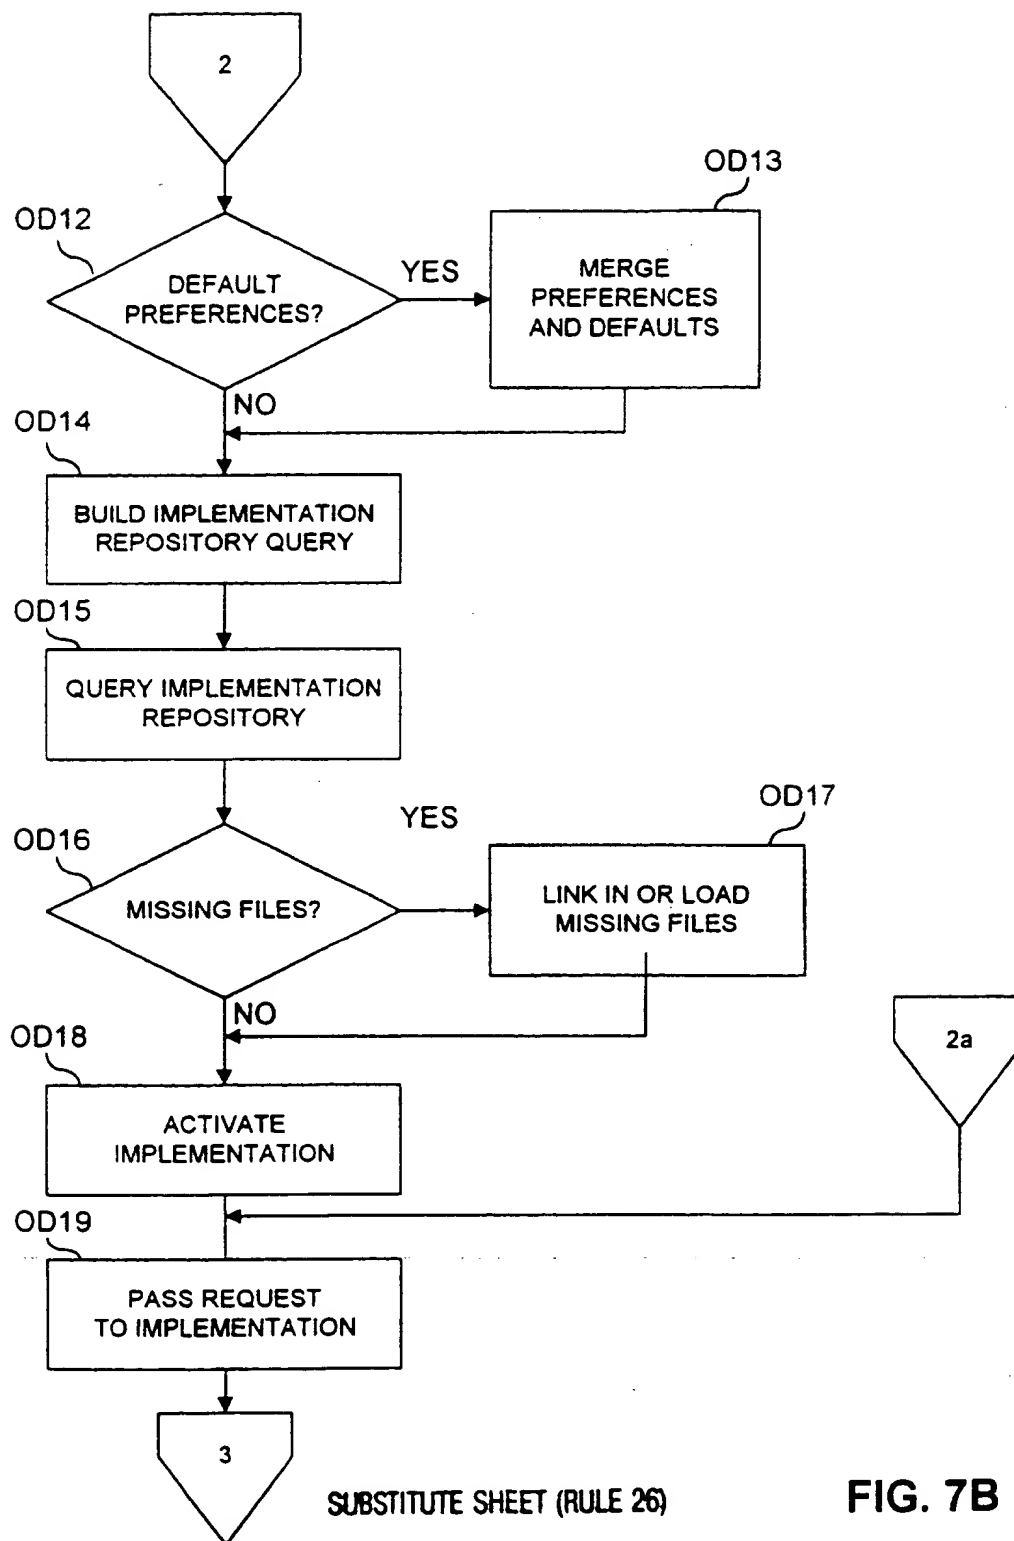 2
OD12
DEFAULT
PREFERENCES?
YES
OD13
MERGE
PREFERENCES
AND DEFAULTS
NO
OD14
BUILD IMPLEMENTATION
REPOSITORY QUERY
OD15
QUERY IMPLEMENTATION
REPOSITORY
OD16
MISSING FILES?
YES
OD17
LINK IN OR LOAD
MISSING FILES
NO
OD18
ACTIVATE
IMPLEMENTATION
2a
OD19
PASS REQUEST
TO IMPLEMENTATION
3
SUBSTITUTE SHEET (RULE 26)
FIG. 7B